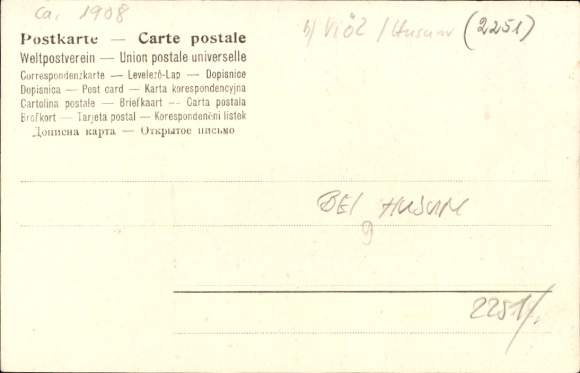 ca. 1908
b/ Viöl / Husum (2251)
Postkarte — Carte postale
Weltpostverein — Union postale universelle
Correspondenzkarte — Levelező-Lap — Dopisnice
Dopisnica — Post card — Karta korespondencyjna
Cartolina postale — Briefkaart — Carta postala
Brefkort — Tarjeta postal — Korespondenční listek
Дописна карта — Открытое письмо
BEI HUSUM
9
2251/.